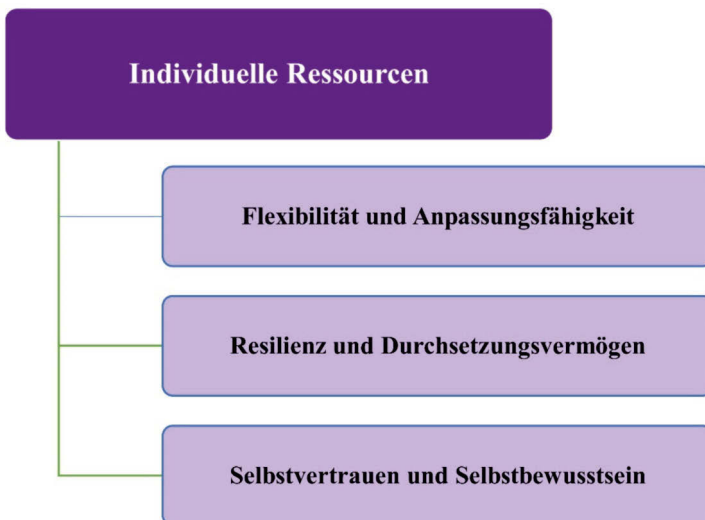 Individuelle Ressourcen
Flexibilität und Anpassungsfähigkeit
Resilienz und Durchsetzungsvermögen
Selbstvertrauen und Selbstbewusstsein